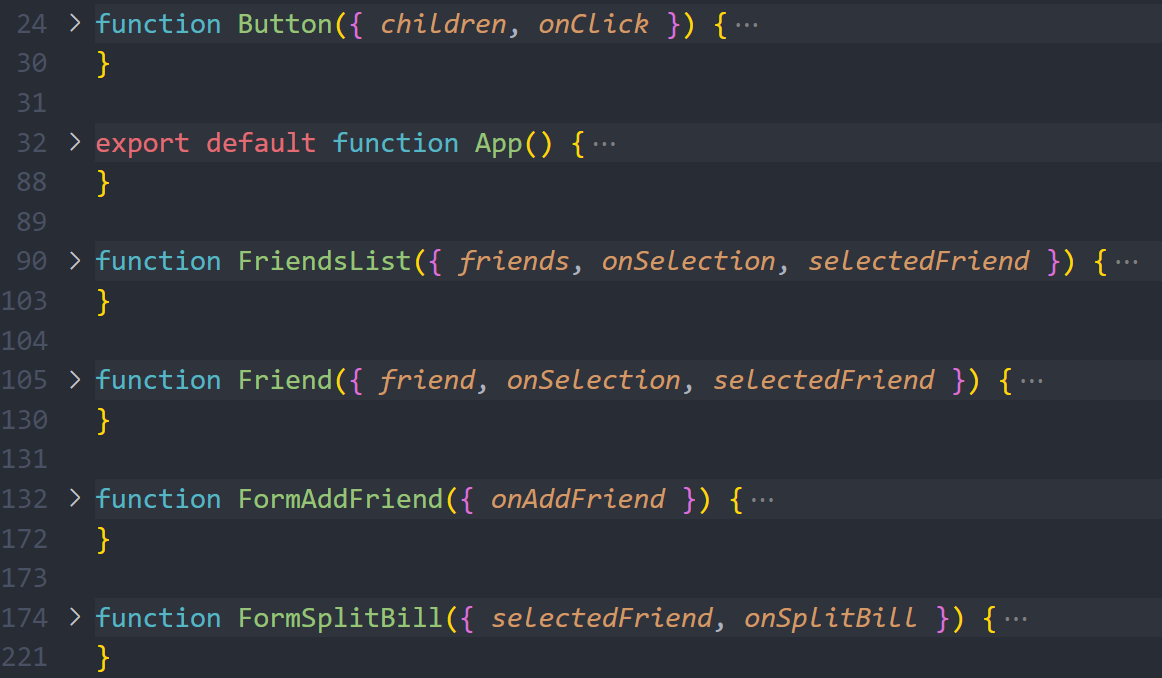 24 > function Button({ children, onClick }) { ···
30 }
31
32 > export default function App() { ···
88 }
89
90 > function FriendsList({ friends, onSelection, selectedFriend }) { ···
103 }
104
105 > function Friend({ friend, onSelection, selectedFriend }) { ···
130 }
131
132 > function FormAddFriend({ onAddFriend }) { ···
172 }
173
174 > function FormSplitBill({ selectedFriend, onSplitBill }) { ···
221 }